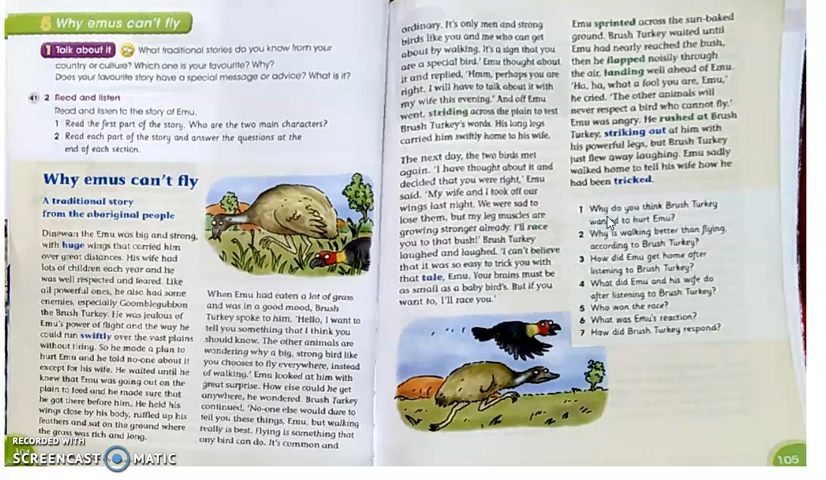 5 Why emus can't fly
1 Talk about it What traditional stories do you know from your
country or culture? Which one is your favourite? Why?
Does your favourite story have a special message or advice? What is it?
2 Read and listen
Read and listen to the story of Emu.
1 Read the first part of the story. Who are the two main characters?
2 Read each part of the story and answer the questions at the
end of each section.
Why emus can't fly
A traditional story
from the aboriginal people
Dinewan the Emu was big and strong,
with huge wings that carried him
over great distances. His wife had
lots of children each year and he
was well respected and feared. Like
all powerful ones, he also had some
enemies, especially Goomblegubbon
the Brush Turkey. He was jealous of
Emu's power of flight and the way he
could run swiftly over the vast plains
without tiring. So he made a plan to
hurt Emu and he told no-one about it
except for his wife. He waited until he
knew that Emu was going out on the
plain to feed and he made sure that
he got there before him. He held his
wings close by his body, ruffled up his
feathers and sat on the ground where
the grass was rich and long.
When Emu had eaten a lot of grass
and was in a good mood, Brush
Turkey spoke to him. 'Hello, I want to
tell you something that I think you
should know. The other animals are
wondering why a big, strong bird like
you chooses to fly everywhere, instead
of walking.' Emu looked at him with
great surprise. How else could he get
anywhere, he wondered. Brush Turkey
continued, 'No-one else would dare to
tell you these things, Emu, but walking
really is best. Flying is something that
any bird can do. It's common and
ordinary. It's only men and strong
birds like you and me who can get
about by walking. It's a sign that you
are a special bird.' Emu thought about
it and replied, 'Hmm, perhaps you are
right. I will have to talk about it with
my wife this evening.' And off Emu
went, striding across the plain to test
Brush Turkey's words. His long legs
carried him swiftly home to his wife.
The next day, the two birds met
again. 'I have thought about it and
decided that you were right,' Emu
said. 'My wife and I took off our
wings last night. We were sad to
lose them, but my leg muscles are
growing stronger already. I'll race
you to that bush!' Brush Turkey
laughed and laughed. 'I can't believe
that it was so easy to trick you with
that tale, Emu. Your brains must be
as small as a baby bird's. But if you
want to, I'll race you.'
Emu sprinted across the sun-baked
ground. Brush Turkey waited until
Emu had nearly reached the bush,
then he flapped noisily through
the air, landing well ahead of Emu.
'Ha, ha, what a fool you are, Emu,'
he cried. 'The other animals will
never respect a bird who cannot fly.'
Emu was angry. He rushed at Brush
Turkey, striking out at him with
his powerful legs, but Brush Turkey
just flew away laughing. Emu sadly
walked home to tell his wife how he
had been tricked.
1 Why do you think Brush Turkey
wanted to hurt Emu?
2 Why is walking better than flying,
according to Brush Turkey?
3 How did Emu get home after
listening to Brush Turkey?
4 What did Emu and his wife do
after listening to Brush Turkey?
5 Who won the race?
6 What was Emu's reaction?
7 How did Brush Turkey respond?
105
RECORDED WITH
SCREENCAST MATIC